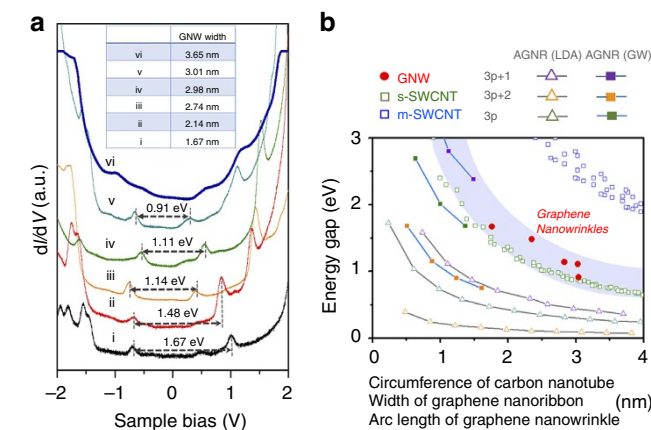 a
GNW width
vi 3.65 nm
v 3.01 nm
iv 2.98 nm
iii 2.74 nm
ii 2.14 nm
i 1.67 nm
vi
v
0.91 eV
iv
1.11 eV
iii
1.14 eV
ii
1.48 eV
i
1.67 eV
dI/dV (a.u.)
−2 −1 0 1 2
Sample bias (V)
b
AGNR (LDA) AGNR (GW)
GNW 3p+1
s-SWCNT 3p+2
m-SWCNT 3p
3
2
1
0
Energy gap (eV)
Graphene
Nanowrinkles
0 1 2 3 4
Circumference of carbon nanotube
Width of graphene nanoribbon (nm)
Arc length of graphene nanowrinkle